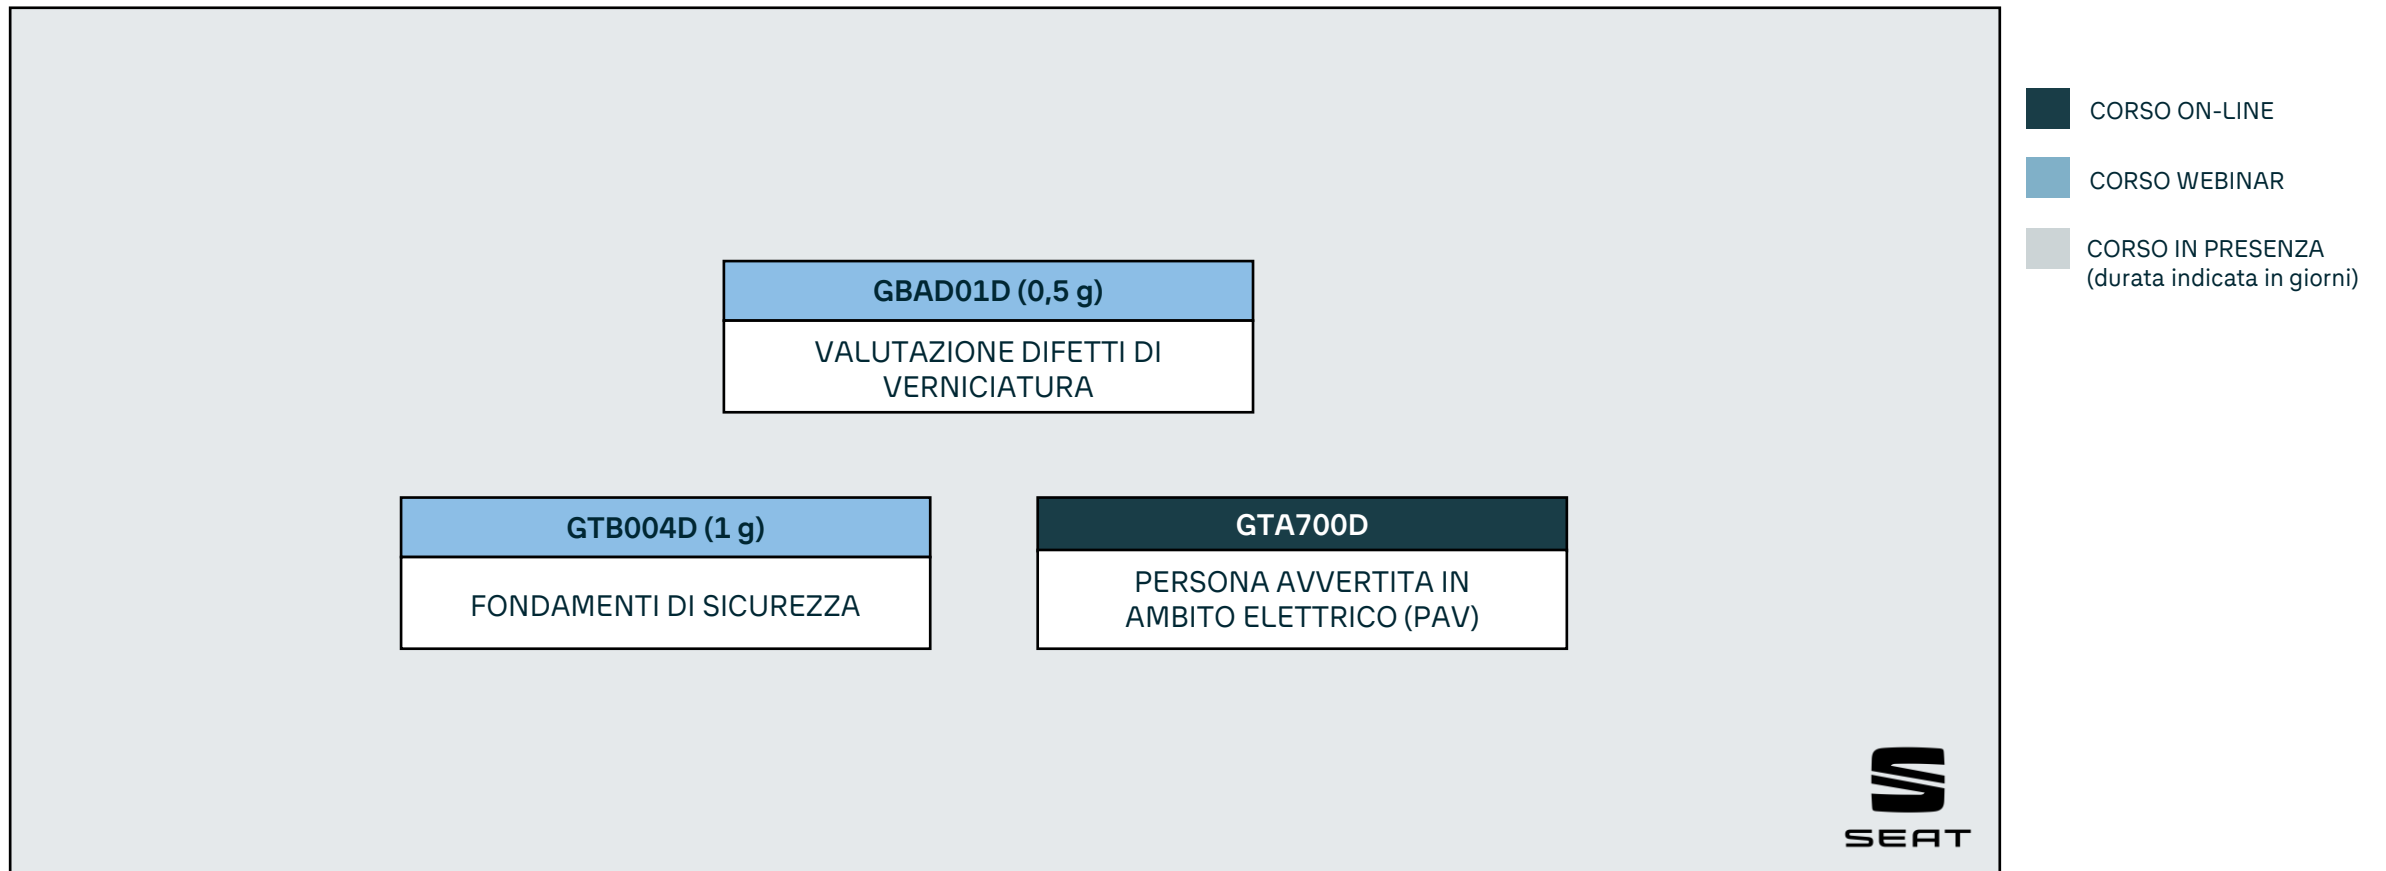 CORSO ON-LINE
CORSO WEBINAR
CORSO IN PRESENZA
(durata indicata in giorni)
GBAD01D (0,5 g)
VALUTAZIONE DIFETTI DI
VERNICIATURA
GTB004D (1 g)
FONDAMENTI DI SICUREZZA
GTA700D
PERSONA AVVERTITA IN
AMBITO ELETTRICO (PAV)
SEAT